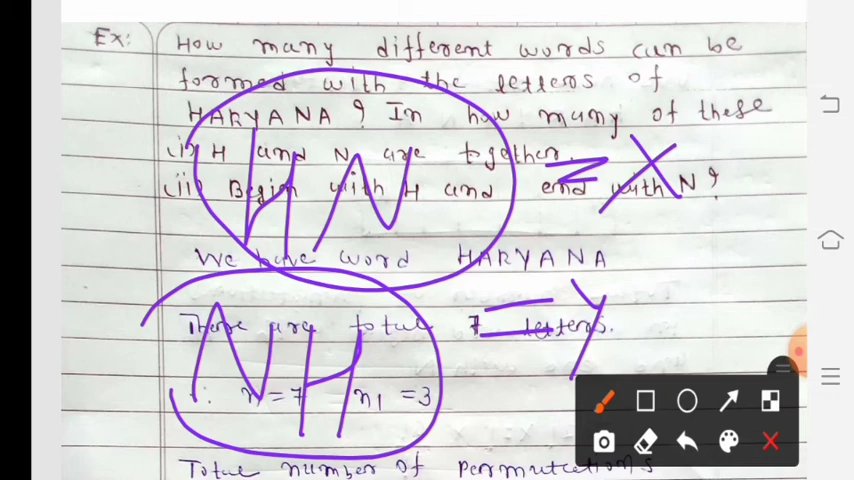 Ex: How many different words can be
formed with the letters of
HARYANA ? In how many of these
(i) H and N are together.
(ii) Begin with H and end with N ?
HN = X
We have word HARYANA
There are total 7 letters.
NH = y
∴ n = 7 n1 = 3
Total number of permutations